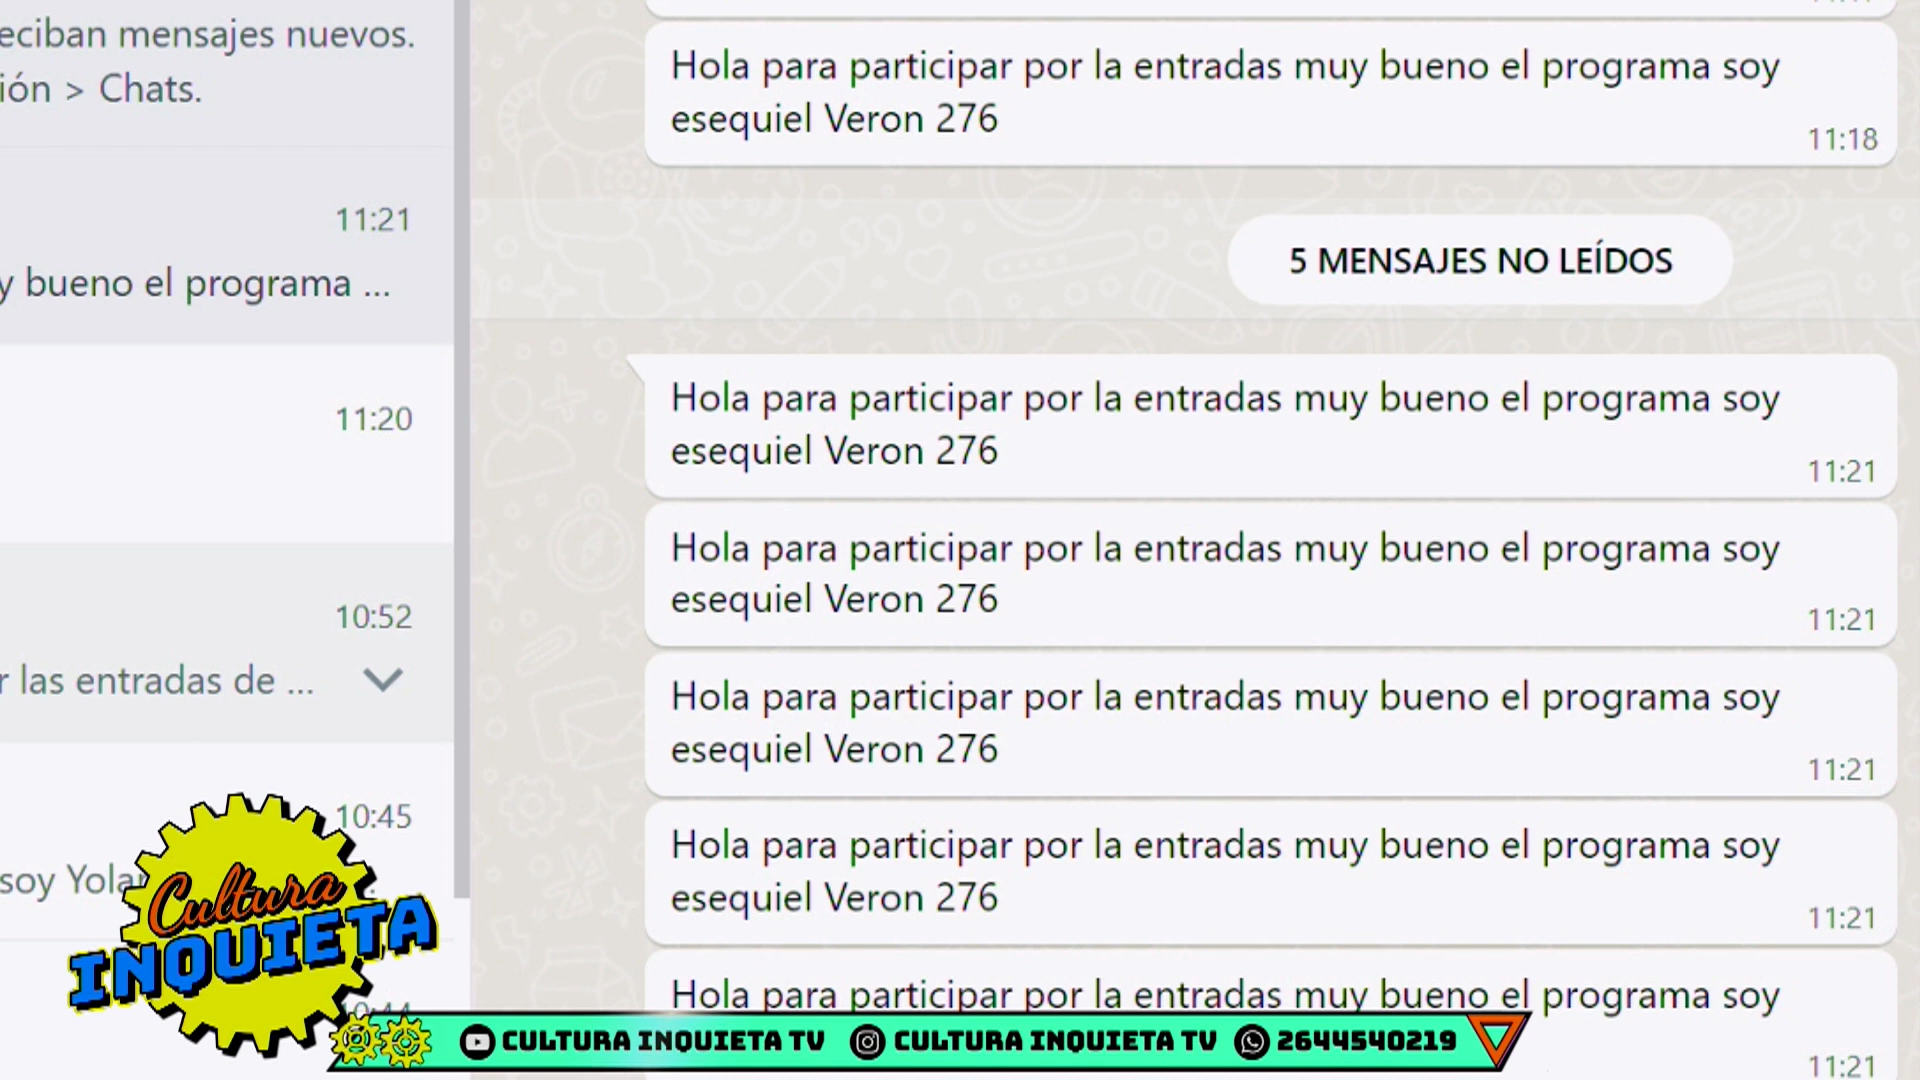 eciban mensajes nuevos.
ión > Chats.
11:21
y bueno el programa ...
11:20
10:52
r las entradas de ...
10:45
soy Yola
Hola para participar por la entradas muy bueno el programa soy
esequiel Veron 276
11:18
5 MENSAJES NO LEÍDOS
Hola para participar por la entradas muy bueno el programa soy
esequiel Veron 276
11:21
Hola para participar por la entradas muy bueno el programa soy
esequiel Veron 276
11:21
Hola para participar por la entradas muy bueno el programa soy
esequiel Veron 276
11:21
Hola para participar por la entradas muy bueno el programa soy
esequiel Veron 276
11:21
Hola para participar por la entradas muy bueno el programa soy
11:21
Cultura
INQUIETA
CULTURA INQUIETA TV CULTURA INQUIETA TV 2644540219